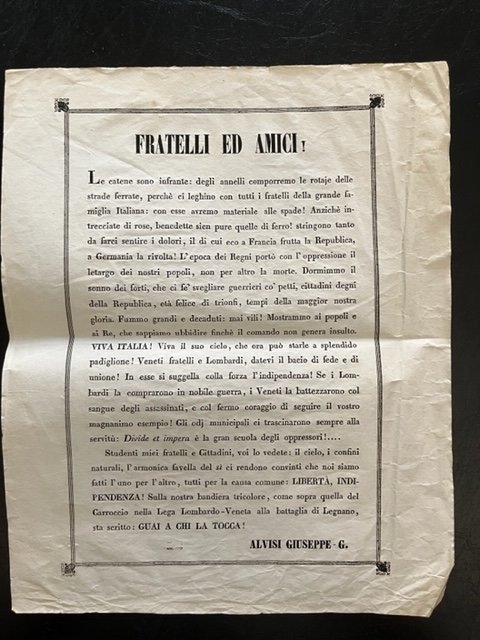 FRATELLI ED AMICI!
Le catene sono infrante: degli annelli comporremo le rotaje delle
strade ferrate, perchè ci leghino con tutti i fratelli della grande fa-
miglia Italiana: con esse avremo materiale alle spade! Anzichè in-
trecciate di rose, benedette sien pure quelle di ferro! stringono tanto
da farci sentire i dolori, il di cui eco a Francia frutta la Repubblica,
a Germania la rivolta! L'epoca dei Regni portò con l'oppressione il
letargo dei nostri popoli, non per altro la morte. Dormimmo il
sonno dei forti, che ci fe' svegliare guerrieri co' petti, cittadini degni
della Repubblica, età felice di trionfi, tempi della maggior nostra
gloria. Fummo grandi e decaduti: mai vili! Mostrammo ai popoli e
ai Re, che sappiamo ubbidire finchè il comando non genera insulto.
VIVA ITALIA! Viva il suo cielo, che ora può starle a splendido
padiglione! Veneti fratelli e Lombardi, datevi il bacio di fede e di
unione! In esse si suggella colla forza l'indipendenza! Se i Lom-
bardi la comprarono in nobile guerra, i Veneti la battezzarono col
sangue degli assassinati, e col fermo coraggio di seguire il vostro
magnanimo esempio! Gli odj municipali ci trascinarono sempre alla
servitù: Divide et impera è la gran scuola degli oppressori!....
Studenti miei fratelli e Cittadini, voi lo vedete: il cielo, i confini
naturali, l'armonica favella del sì ci rendono convinti che noi siamo
fatti l'uno per l'altro, tutti per la causa comune: LIBERTÀ, INDI-
PENDENZA! Sulla nostra bandiera tricolore, come sopra quella del
Carroccio nella Lega Lombardo-Veneta alla battaglia di Legnano,
sta scritto: GUAI A CHI LA TOCCA!
ALVISI GIUSEPPE - G.